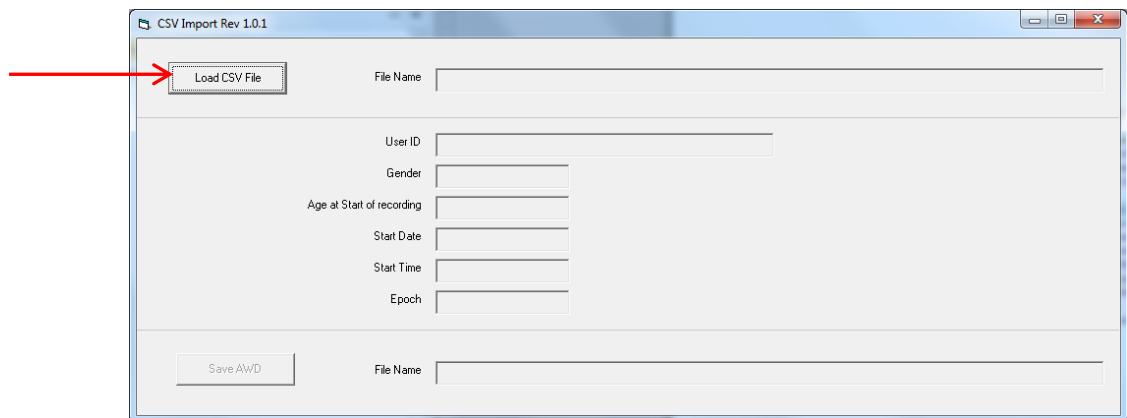 CSV Import Rev 1.0.1
Load CSV File File Name
User ID
Gender
Age at Start of recording
Start Date
Start Time
Epoch
Save AWD File Name